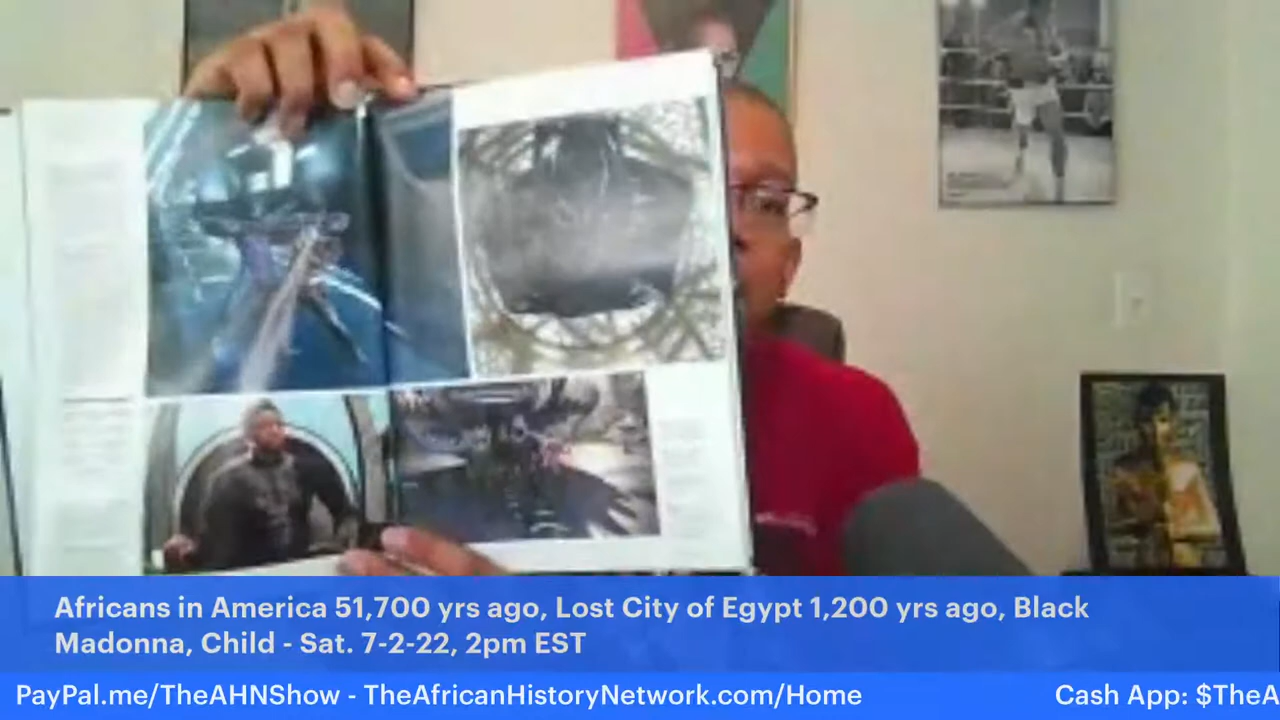 Africans in America 51,700 yrs ago, Lost City of Egypt 1,200 yrs ago, Black
Madonna, Child - Sat. 7-2-22, 2pm EST
PayPal.me/TheAHNShow - TheAfricanHistoryNetwork.com/Home
Cash App: $TheA